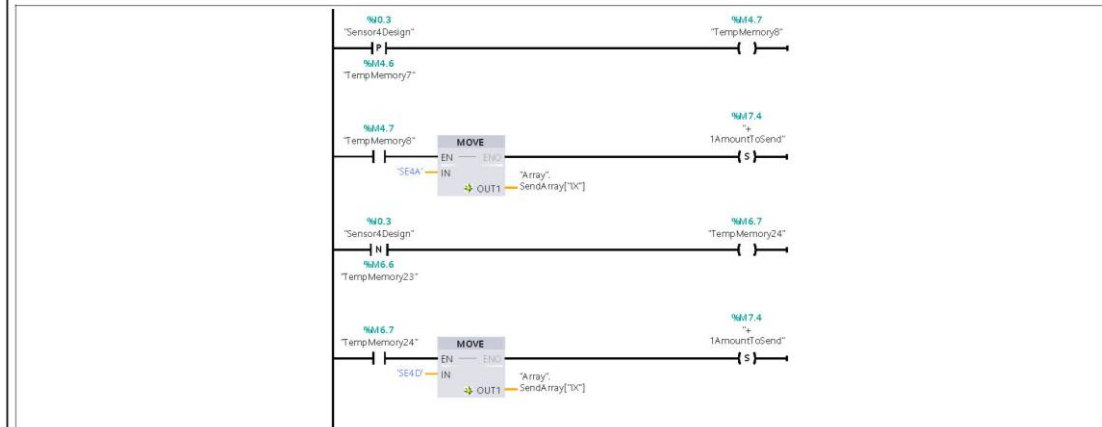 %I0.3
"Sensor4Design"
P
%M4.6
"TempMemory7"
%M4.7
"TempMemory8"
%M4.7
"TempMemory8"
MOVE
EN ENO
'SE4A' IN
OUT1
"Array".
SendArray["IX"]
%M7.4
"+
1AmountToSend"
S
%I0.3
"Sensor4Design"
N
%M6.6
"TempMemory23"
%M6.7
"TempMemory24"
%M6.7
"TempMemory24"
MOVE
EN ENO
'SE4D' IN
OUT1
"Array".
SendArray["IX"]
%M7.4
"+
1AmountToSend"
S